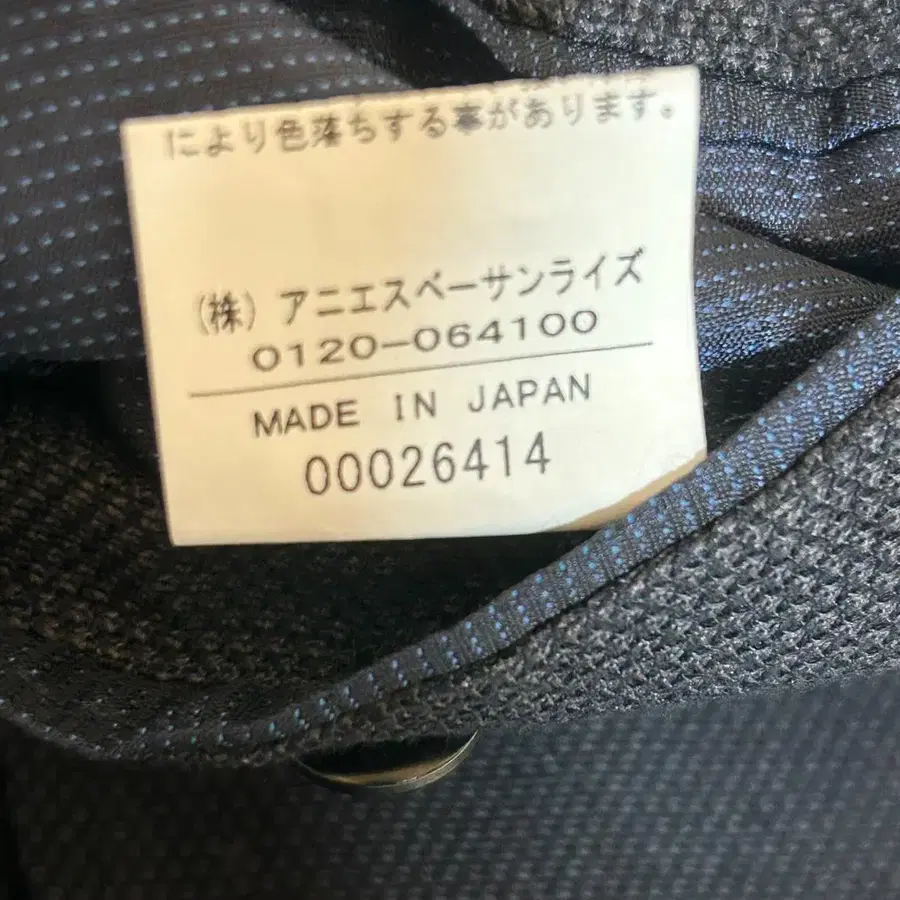 により色落ちする事があります。
(株) アニエスベーサンライズ
0120-064100
MADE IN JAPAN
00026414